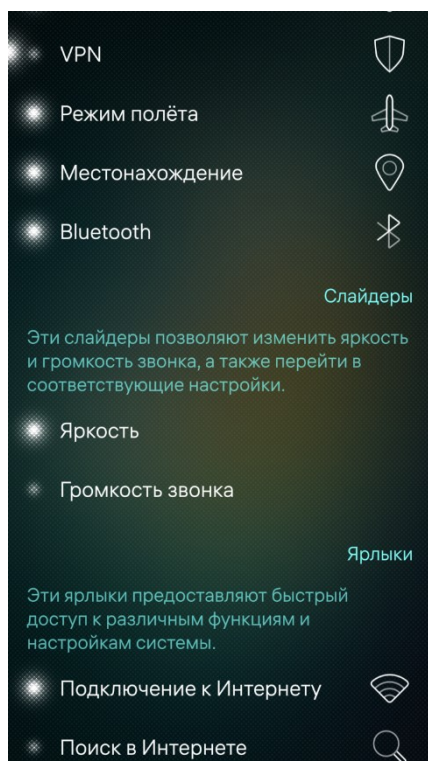 VPN
Режим полёта
Местонахождение
Bluetooth
Слайдеры
Эти слайдеры позволяют изменить яркость
и громкость звонка, а также перейти в
соответствующие настройки.
Яркость
Громкость звонка
Ярлыки
Эти ярлыки предоставляют быстрый
доступ к различным функциям и
настройкам системы.
Подключение к Интернету
Поиск в Интернете